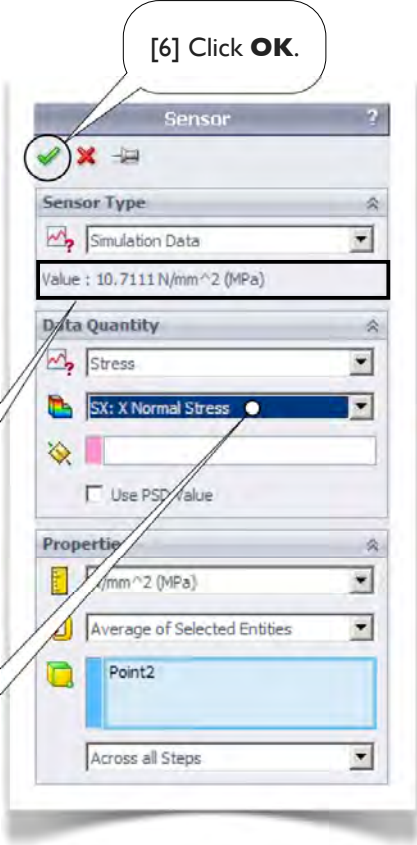 [6] Click OK.
Sensor ?
Sensor Type
Simulation Data
Value : 10.7111 N/mm^2 (MPa)
Data Quantity
Stress
SX: X Normal Stress
Use PSD Value
Properties
N/mm^2 (MPa)
Average of Selected Entities
Point2
Across all Steps